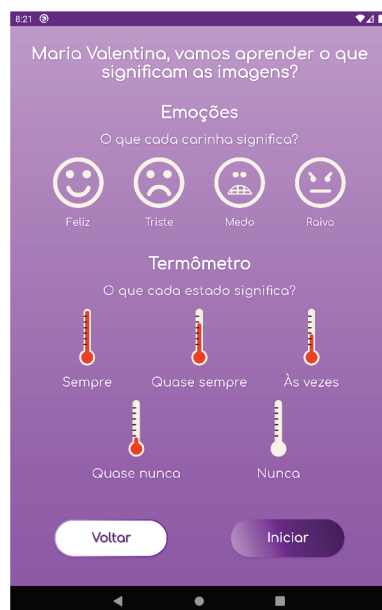 8:21
Maria Valentina, vamos aprender o que
significam as imagens?
Emoções
O que cada carinha significa?
Feliz
Triste
Medo
Raiva
Termômetro
O que cada estado significa?
Sempre
Quase sempre
Às vezes
Quase nunca
Nunca
Voltar
Iniciar